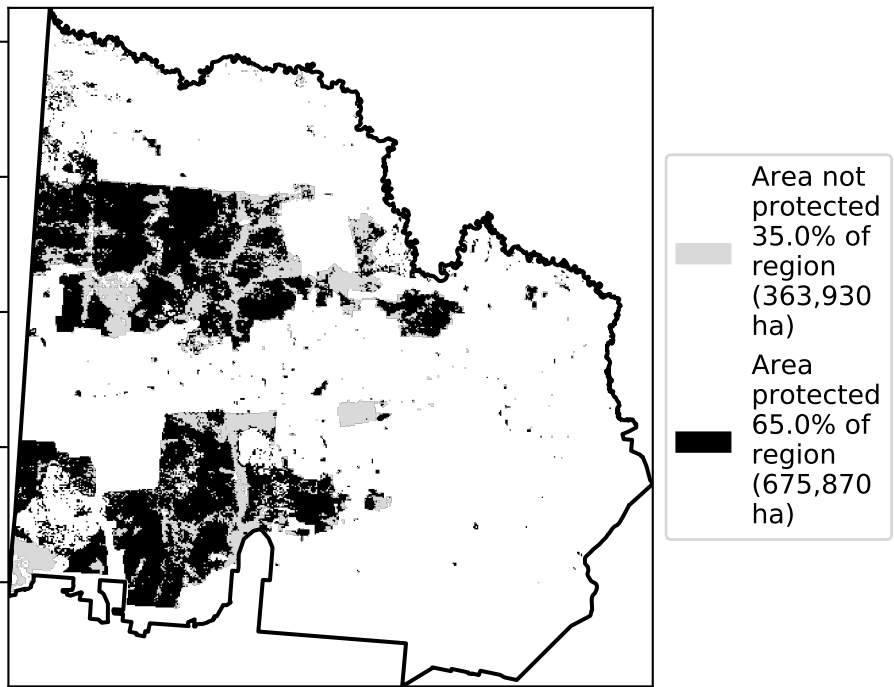 Area not
protected
35.0% of
region
(363,930
ha)
Area
protected
65.0% of
region
(675,870
ha)